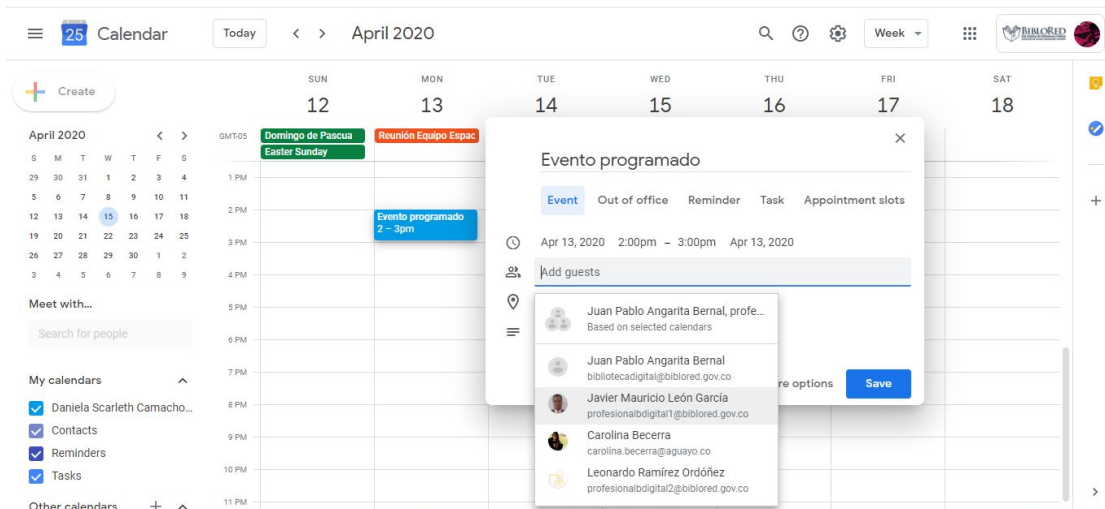 25 Calendar Today < > April 2020 Week BIBLORED
Create
SUN MON TUE WED THU FRI SAT
12 13 14 15 16 17 18
April 2020 < >
S M T W T F S
29 30 31 1 2 3 4
5 6 7 8 9 10 11
12 13 14 15 16 17 18
19 20 21 22 23 24 25
26 27 28 29 30 1 2
3 4 5 6 7 8 9
Meet with...
Search for people
My calendars
Daniela Scarleth Camacho...
Contacts
Reminders
Tasks
Other calendars
GMT-05
Domingo de Pascua
Easter Sunday
Reunión Equipo Espac
1 PM
2 PM
3 PM
4 PM
5 PM
6 PM
7 PM
8 PM
9 PM
10 PM
11 PM
Evento programado
2 – 3pm
Evento programado
Event Out of office Reminder Task Appointment slots
Apr 13, 2020 2:00pm – 3:00pm Apr 13, 2020
Add guests
Juan Pablo Angarita Bernal, profe...
Based on selected calendars
Juan Pablo Angarita Bernal
bibliotecadigital@biblored.gov.co
Javier Mauricio León García
profesionalbdigital1@biblored.gov.co
Carolina Becerra
carolina.becerra@aguayo.co
Leonardo Ramírez Ordóñez
profesionalbdigital2@biblored.gov.co
re options Save